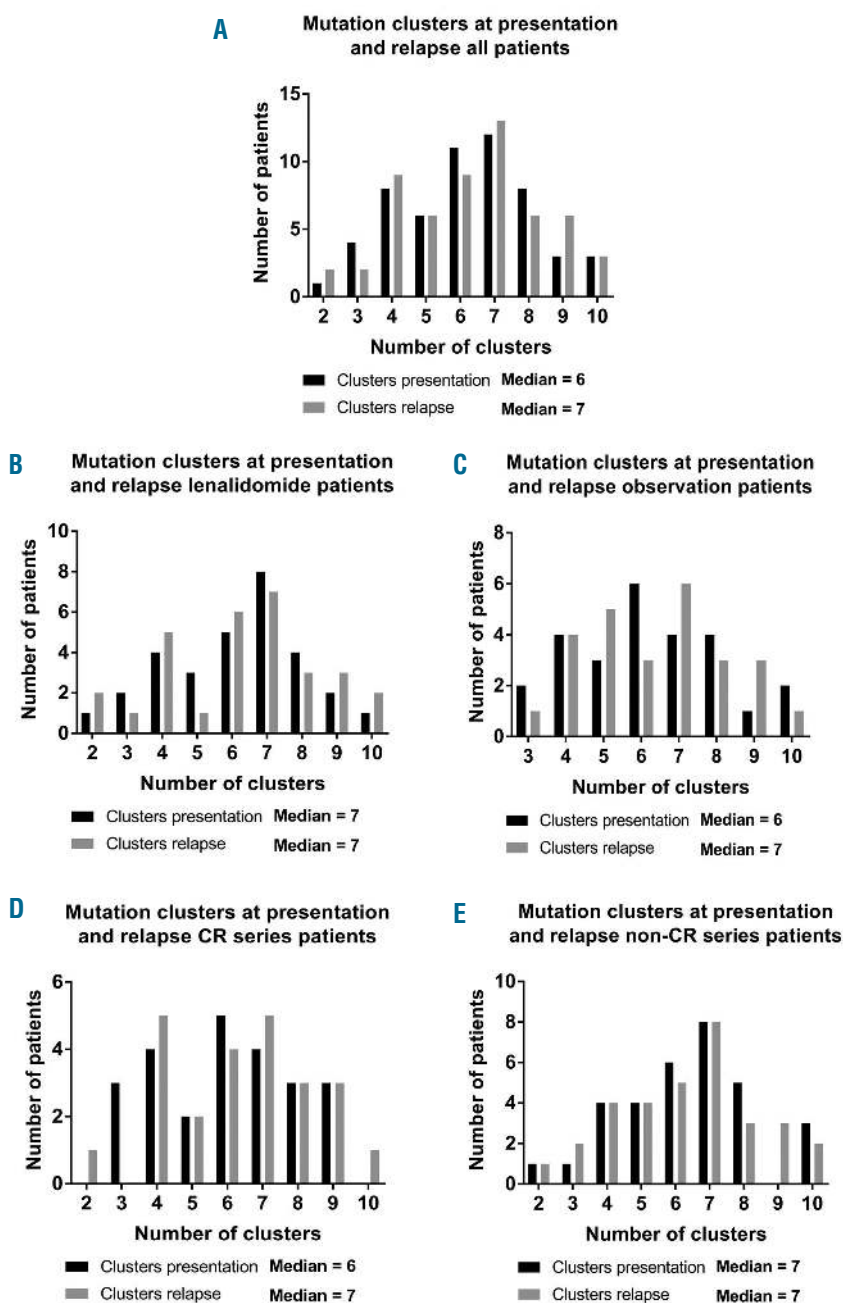 A
Mutation clusters at presentation
and relapse all patients
Number of patients
15
10
5
0
2 3 4 5 6 7 8 9 10
Number of clusters
Clusters presentation Median = 6
Clusters relapse Median = 7
B
Mutation clusters at presentation
and relapse lenalidomide patients
Number of patients
10
8
6
4
2
0
2 3 4 5 6 7 8 9 10
Number of clusters
Clusters presentation Median = 7
Clusters relapse Median = 7
C
Mutation clusters at presentation
and relapse observation patients
Number of patients
8
6
4
2
0
3 4 5 6 7 8 9 10
Number of clusters
Clusters presentation Median = 6
Clusters relapse Median = 7
D
Mutation clusters at presentation
and relapse CR series patients
Number of patients
6
4
2
0
2 3 4 5 6 7 8 9 10
Number of clusters
Clusters presentation Median = 6
Clusters relapse Median = 7
E
Mutation clusters at presentation
and relapse non-CR series patients
Number of patients
10
8
6
4
2
0
2 3 4 5 6 7 8 9 10
Number of clusters
Clusters presentation Median = 7
Clusters relapse Median = 7